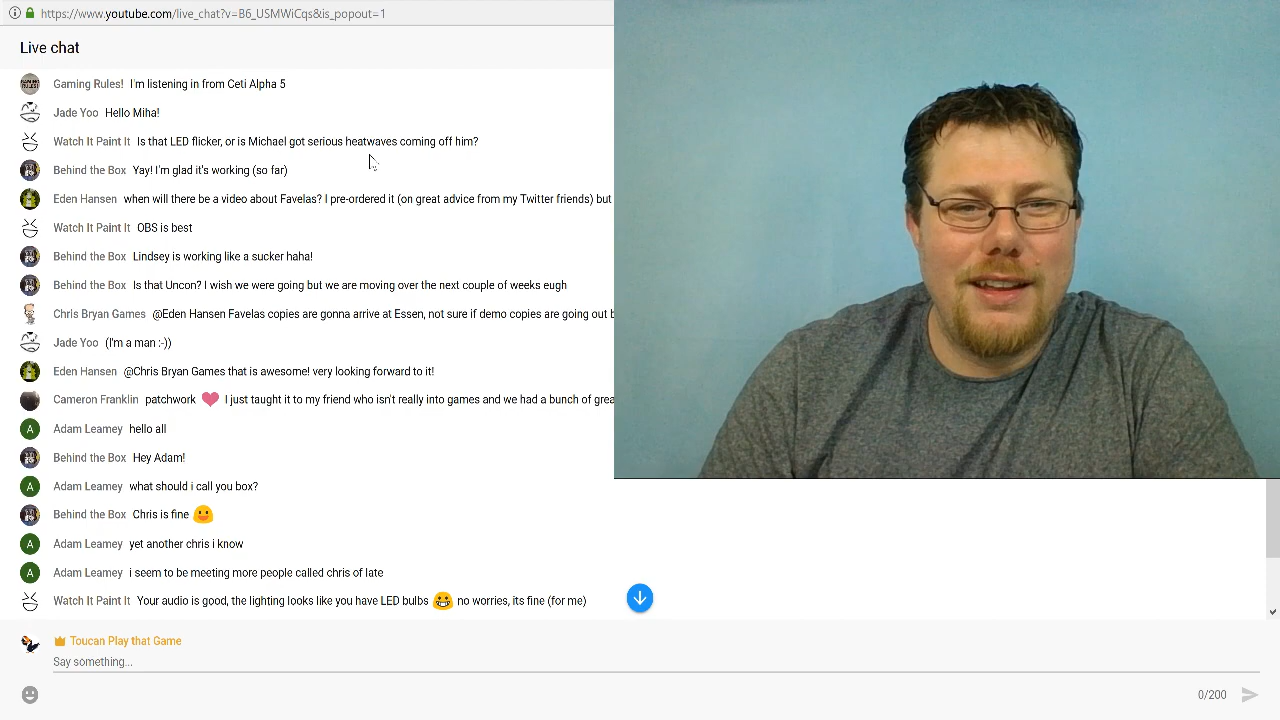 https://www.youtube.com/live_chat?v=B6_USMWiCqs&is_popout=1
Live chat
Gaming Rules! I'm listening in from Ceti Alpha 5
Jade Yoo Hello Miha!
Watch It Paint It Is that LED flicker, or is Michael got serious heatwaves coming off him?
Behind the Box Yay! I'm glad it's working (so far)
Eden Hansen when will there be a video about Favelas? I pre-ordered it (on great advice from my Twitter friends) but
Watch It Paint It OBS is best
Behind the Box Lindsey is working like a sucker haha!
Behind the Box Is that Uncon? I wish we were going but we are moving over the next couple of weeks eugh
Chris Bryan Games @Eden Hansen Favelas copies are gonna arrive at Essen, not sure if demo copies are going out
Jade Yoo (I'm a man :-))
Eden Hansen @Chris Bryan Games that is awesome! very looking forward to it!
Cameron Franklin patchwork ❤ I just taught it to my friend who isn't really into games and we had a bunch of
Adam Leamey hello all
Behind the Box Hey Adam!
Adam Leamey what should i call you box?
Behind the Box Chris is fine 😀
Adam Leamey yet another chris i know
Adam Leamey i seem to be meeting more people called chris of late
Watch It Paint It Your audio is good, the lighting looks like you have LED bulbs 😁 no worries, its fine (for me)
Toucan Play that Game
Say something...
0/200